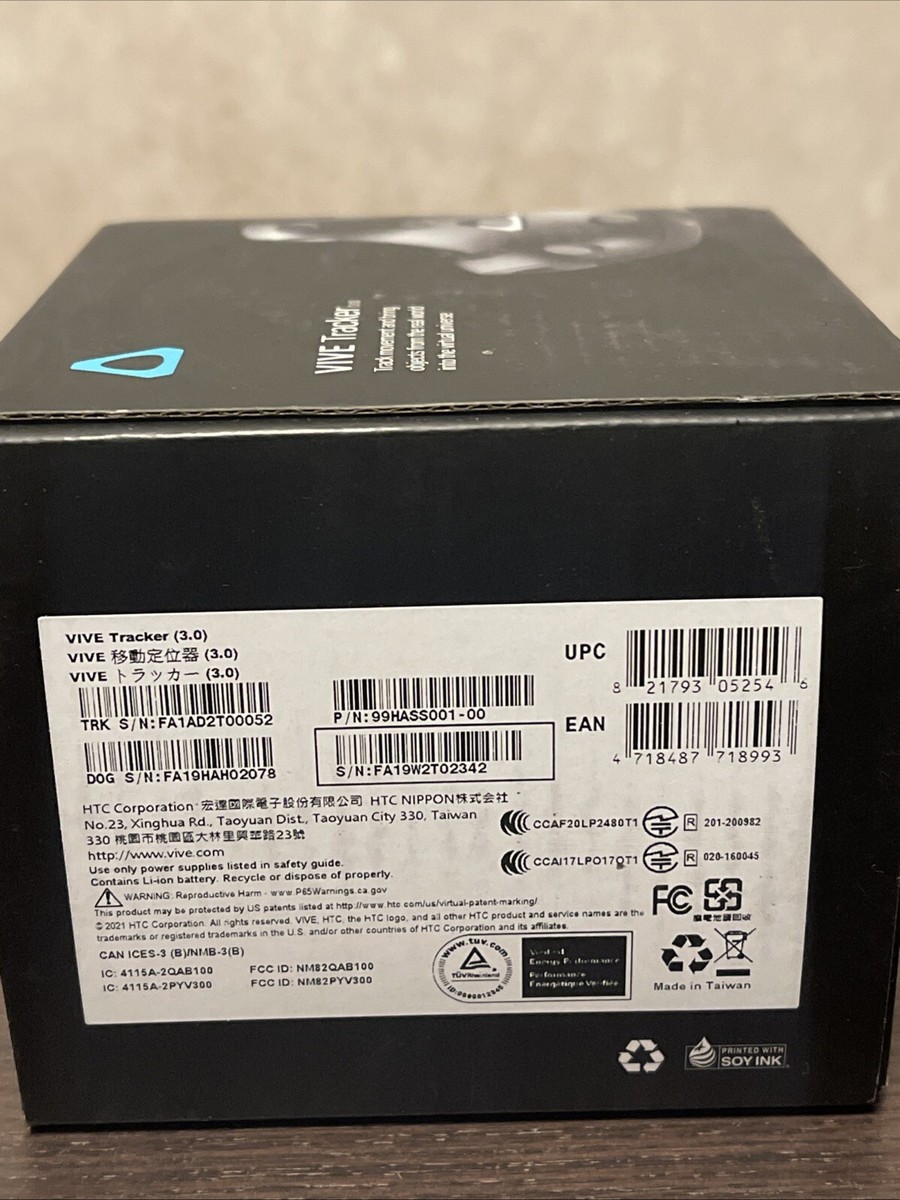 VIVE Tracker
Track movement and bring
objects from the real world
into the virtual universe
VIVE Tracker (3.0)
VIVE 移動定位器 (3.0)
VIVE トラッカー (3.0)
TRK S/N:FA1AD2T00052
P/N:99HASS001-00
UPC
8 21793 05254 6
DOG S/N:FA19HAH02078
S/N:FA19W2T02342
EAN
4 718487 718993
HTC Corporation 宏達國際電子股份有限公司 HTC NIPPON株式会社
No.23, Xinghua Rd., Taoyuan Dist., Taoyuan City 330, Taiwan
330 桃園市桃園區大林里興華路23號
http://www.vive.com
Use only power supplies listed in safety guide.
Contains Li-ion battery. Recycle or dispose of properly.
WARNING: Reproductive Harm - www.P65Warnings.ca.gov
This product may be protected by US patents listed at http://www.htc.com/us/virtual-patent-marking/
© 2021 HTC Corporation. All rights reserved. VIVE, HTC, the HTC logo, and all other HTC product and service names are the
trademarks or registered trademarks in the U.S. and/or other countries of HTC Corporation and its affiliates.
CAN ICES-3 (B)/NMB-3(B)
IC: 4115A-2QAB100 FCC ID: NM82QAB100
IC: 4115A-2PYV300 FCC ID: NM82PYV300
CCAF20LP2480T1 R 201-200982
CCAI17LP0170T1 R 020-160045
FC
廢電池請回收
www.tuv.com
TÜVRheinland
Verified
Energy Performance
Performance
Énergétique Vérifiée
Made in Taiwan
PRINTED WITH
SOY INK